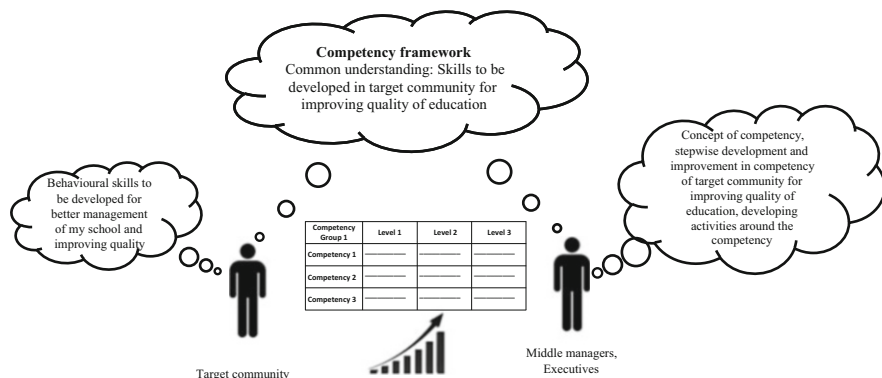 Competency framework
Common understanding: Skills to be
developed in target community for
improving quality of education
Behavioural skills to
be developed for
better management
of my school and
improving quality
Concept of competency,
stepwise development and
improvement in competency
of target community for
improving quality of
education, developing
activities around the
competency
Competency Group 1 Level 1 Level 2 Level 3
Competency 1
Competency 2
Competency 3
Target community
Middle managers,
Executives